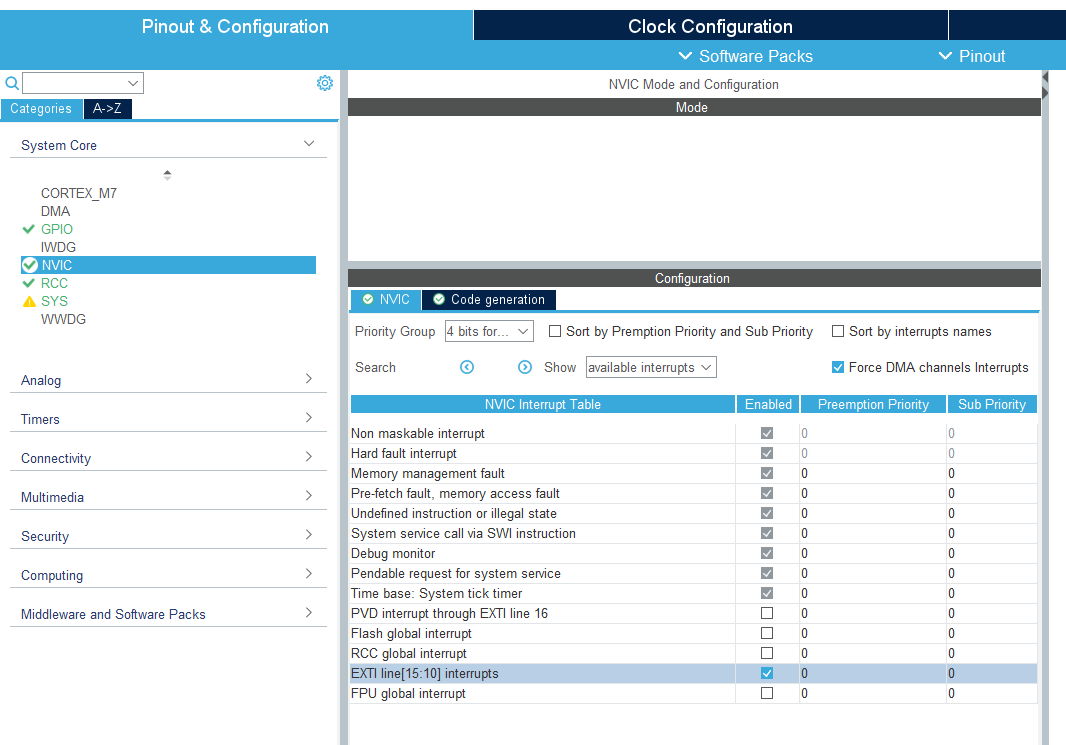 Pinout & Configuration
Clock Configuration
Software Packs
Pinout
Categories
A->Z
System Core
CORTEX_M7
DMA
GPIO
IWDG
NVIC
RCC
SYS
WWDG
Analog
Timers
Connectivity
Multimedia
Security
Computing
Middleware and Software Packs
NVIC Mode and Configuration
Mode
Configuration
NVIC
Code generation
Priority Group 4 bits for... Sort by Premption Priority and Sub Priority Sort by interrupts names
Search Show available interrupts Force DMA channels Interrupts
NVIC Interrupt Table Enabled Preemption Priority Sub Priority
Non maskable interrupt 0 0
Hard fault interrupt 0 0
Memory management fault 0 0
Pre-fetch fault, memory access fault 0 0
Undefined instruction or illegal state 0 0
System service call via SWI instruction 0 0
Debug monitor 0 0
Pendable request for system service 0 0
Time base: System tick timer 0 0
PVD interrupt through EXTI line 16 0 0
Flash global interrupt 0 0
RCC global interrupt 0 0
EXTI line[15:10] interrupts 0 0
FPU global interrupt 0 0